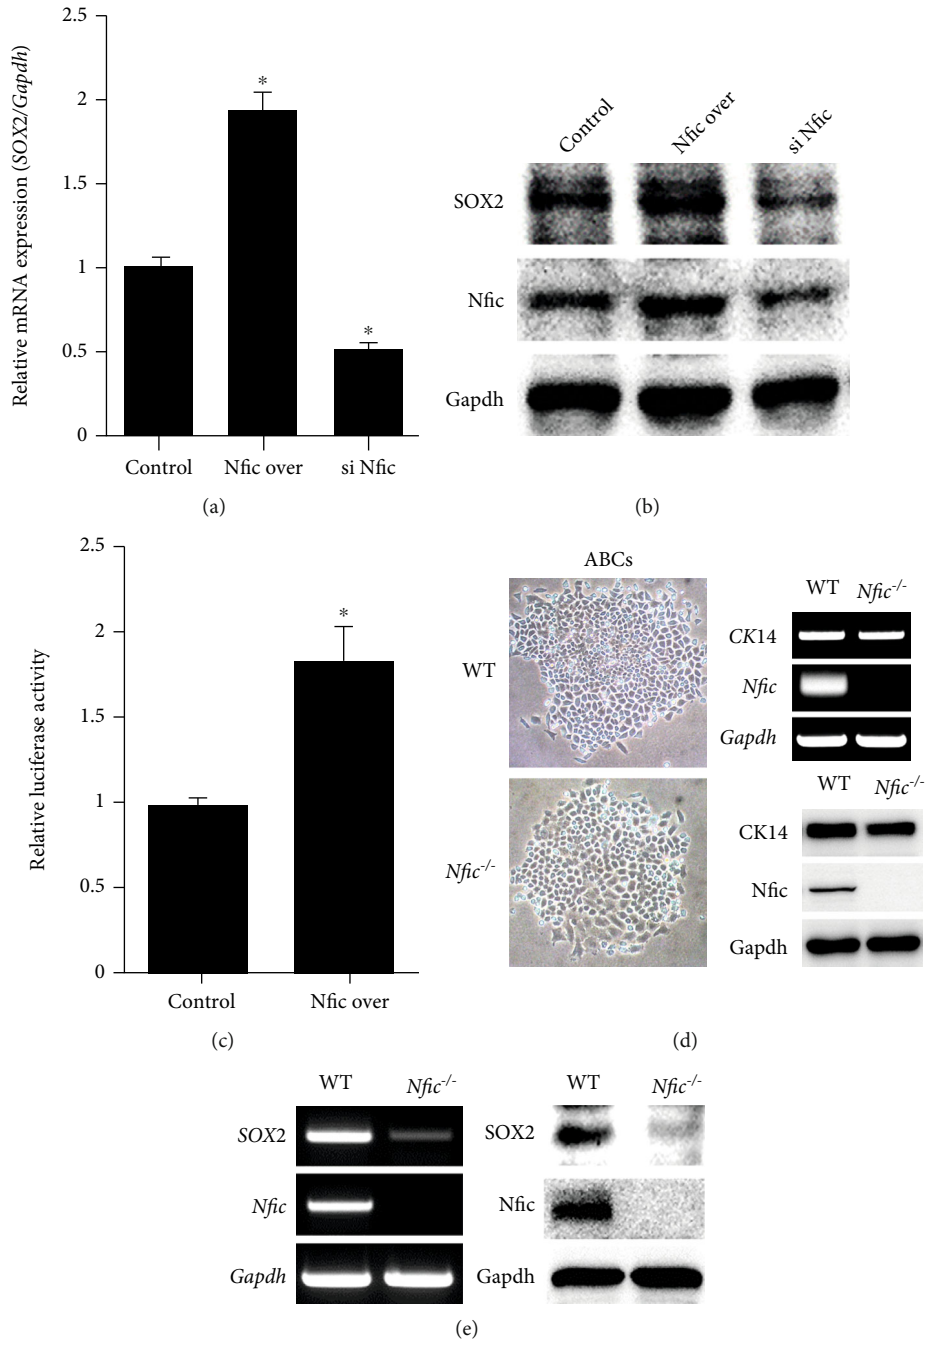 2.5
2
1.5
1
0.5
0
Relative mRNA expression (SOX2/Gapdh)
*
*
Control Nfic over si Nfic
(a)
Control Nfic over si Nfic
SOX2
Nfic
Gapdh
(b)
2.5
2
1.5
1
0.5
0
Relative luciferase activity
*
Control Nfic over
(c)
ABCs
WT
Nfic-/-
WT Nfic-/-
CK14
Nfic
Gapdh
WT Nfic-/-
CK14
Nfic
Gapdh
(d)
WT Nfic-/-
SOX2
Nfic
Gapdh
WT Nfic-/-
SOX2
Nfic
Gapdh
(e)